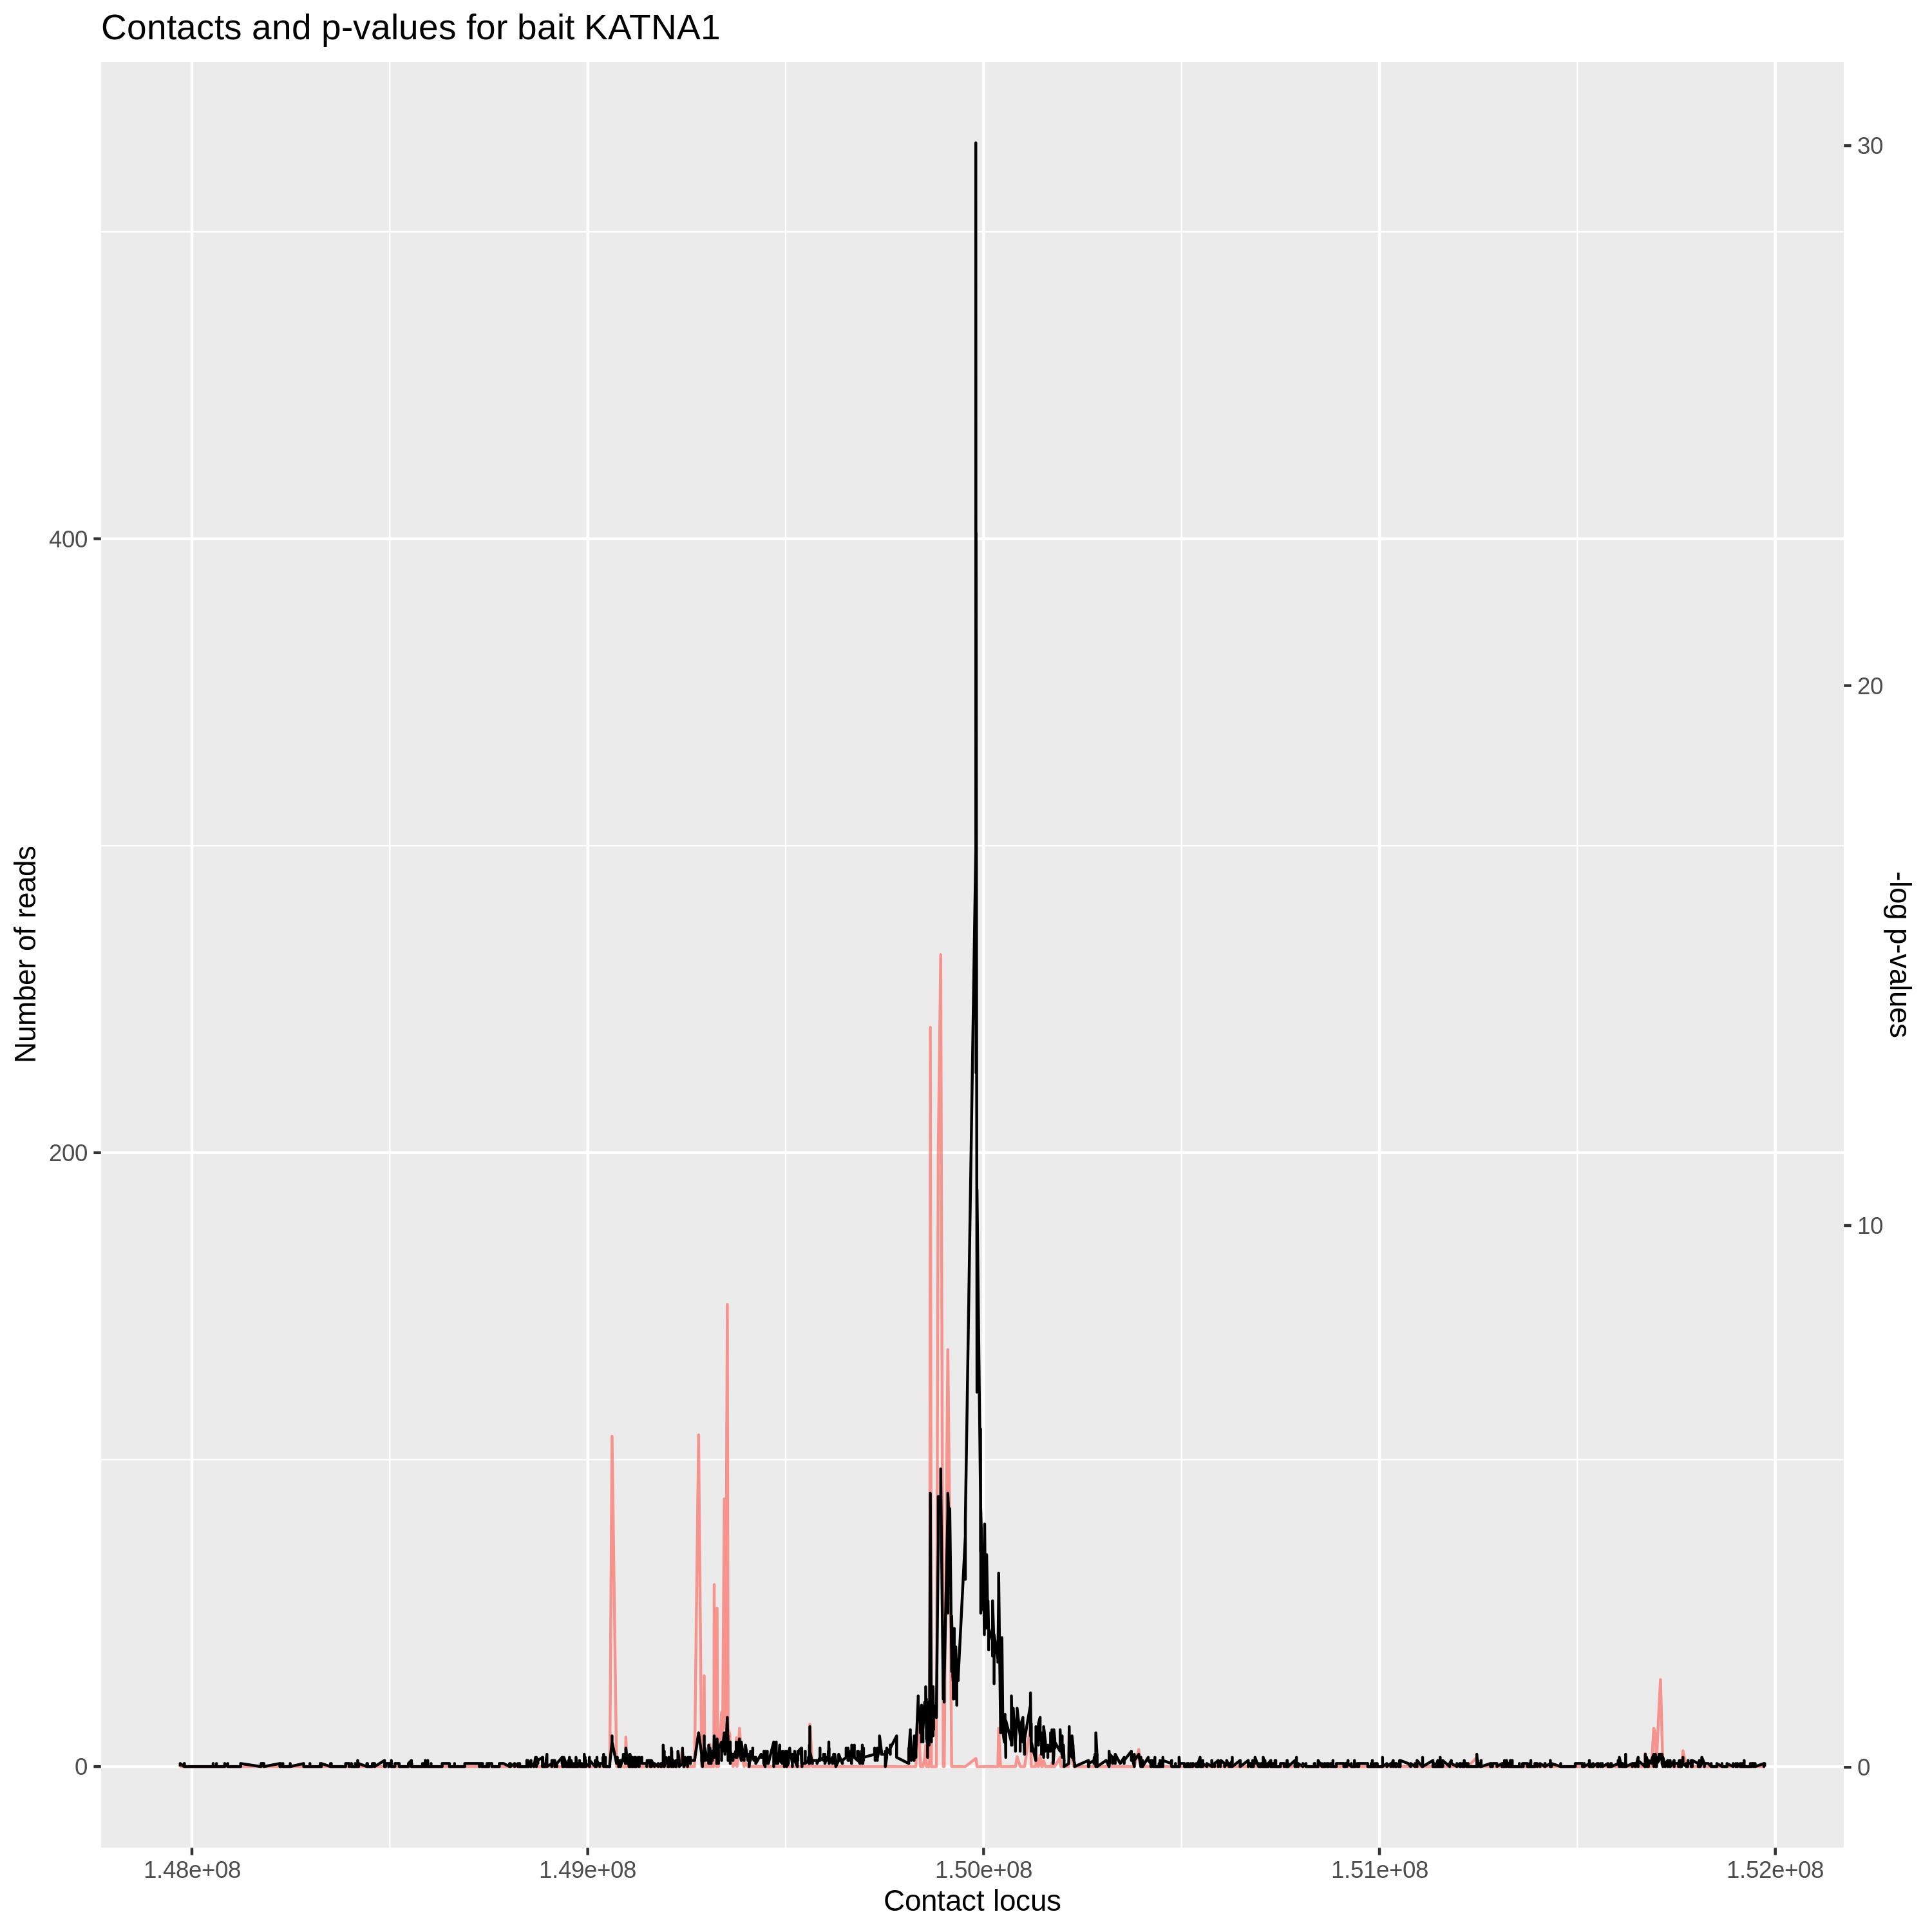 Contacts and p-values for bait KATNA1
30
400
20
Number of reads
-log p-values
200
10
0
0
1.48e+08
1.49e+08
1.50e+08
1.51e+08
1.52e+08
Contact locus